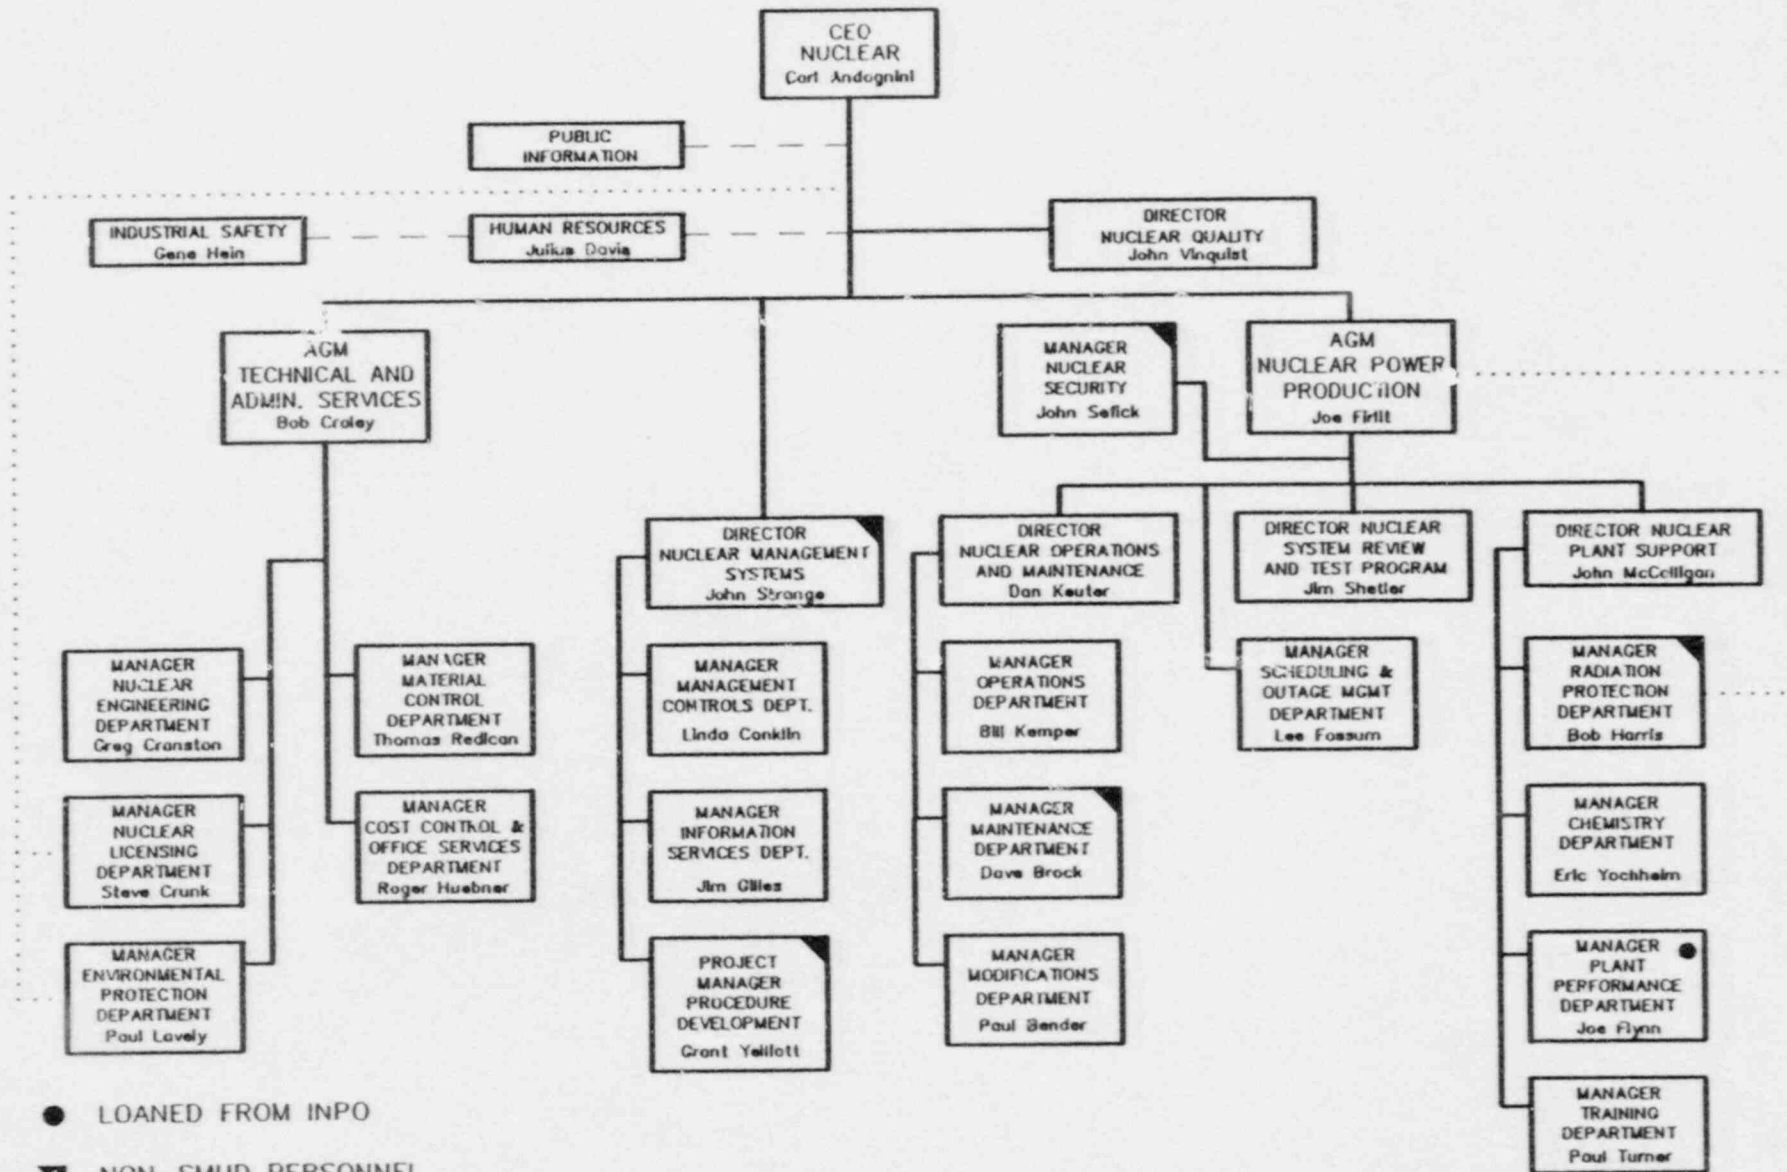 CEO
NUCLEAR
Carl Andognini
PUBLIC
INFORMATION
INDUSTRIAL SAFETY
Gene Hein
HUMAN RESOURCES
Julius Davis
DIRECTOR
NUCLEAR QUALITY
John Vinquist
AGM
TECHNICAL AND
ADMIN. SERVICES
Bob Croley
MANAGER
NUCLEAR
SECURITY
John Sefick
AGM
NUCLEAR POWER
PRODUCTION
Joe Firlit
DIRECTOR
NUCLEAR MANAGEMENT
SYSTEMS
John Strange
DIRECTOR
NUCLEAR OPERATIONS
AND MAINTENANCE
Dan Keuter
DIRECTOR NUCLEAR
SYSTEM REVIEW
AND TEST PROGRAM
Jim Shetler
DIRECTOR NUCLEAR
PLANT SUPPORT
John McColligan
MANAGER
NUCLEAR
ENGINEERING
DEPARTMENT
Greg Cranston
MANAGER
MATERIAL
CONTROL
DEPARTMENT
Thomas Redican
MANAGER
MANAGEMENT
CONTROLS DEPT.
Linda Conklin
MANAGER
OPERATIONS
DEPARTMENT
Bill Kemper
MANAGER
SCHEDULING &
OUTAGE MGMT
DEPARTMENT
Lee Fossum
MANAGER
RADIATION
PROTECTION
DEPARTMENT
Bob Harris
MANAGER
NUCLEAR
LICENSING
DEPARTMENT
Steve Crunk
MANAGER
COST CONTROL &
OFFICE SERVICES
DEPARTMENT
Roger Huebner
MANAGER
INFORMATION
SERVICES DEPT.
Jim Gilles
MANAGER
MAINTENANCE
DEPARTMENT
Dave Brock
MANAGER
CHEMISTRY
DEPARTMENT
Eric Yochheim
MANAGER
ENVIRONMENTAL
PROTECTION
DEPARTMENT
Paul Lavely
PROJECT
MANAGER
PROCEDURE
DEVELOPMENT
Grant
MANAGER
MODIFICATIONS
DEPARTMENT
Paul Bender
MANAGER
PLANT
PERFORMANCE
DEPARTMENT
Joe Flynn
MANAGER
TRAINING
DEPARTMENT
Paul Turner
LOANED FROM INPO
NON-SMUD PERSONNEL